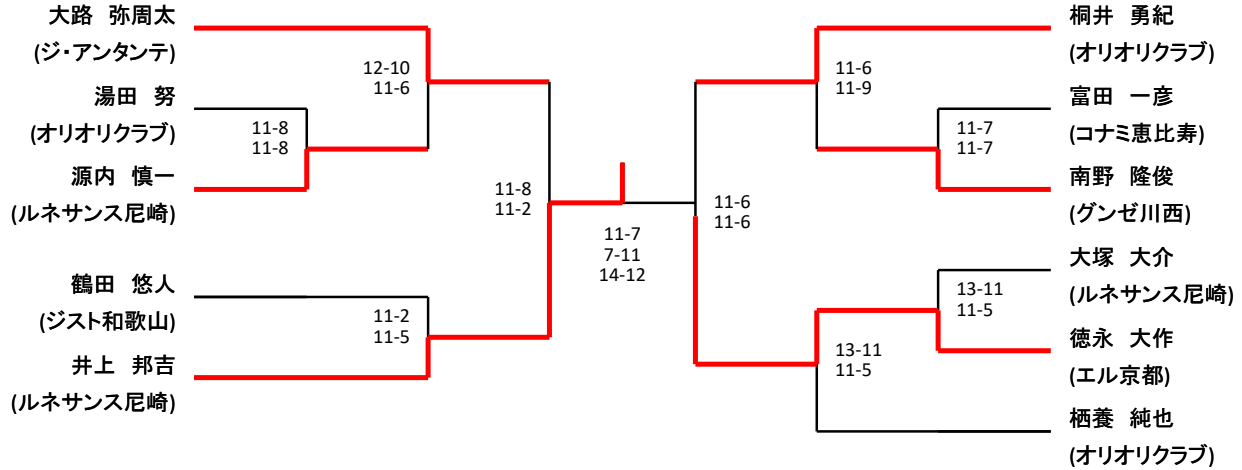 大路　弥周太
(ジ・アンタンテ)
湯田　努
(オリオリクラブ)
源内　慎一
(ルネサンス尼崎)
鶴田　悠人
(ジスト和歌山)
井上　邦吉
(ルネサンス尼崎)
12-10
11-6
11-8
11-8
11-2
11-5
11-8
11-2
11-7
7-11
14-12
11-6
11-6
11-6
11-9
11-7
11-7
13-11
11-5
13-11
11-5
桐井　勇紀
(オリオリクラブ)
富田　一彦
(コナミ恵比寿)
南野　隆俊
(グンゼ川西)
大塚　大介
(ルネサンス尼崎)
徳永　大作
(エル京都)
栖養　純也
(オリオリクラブ)